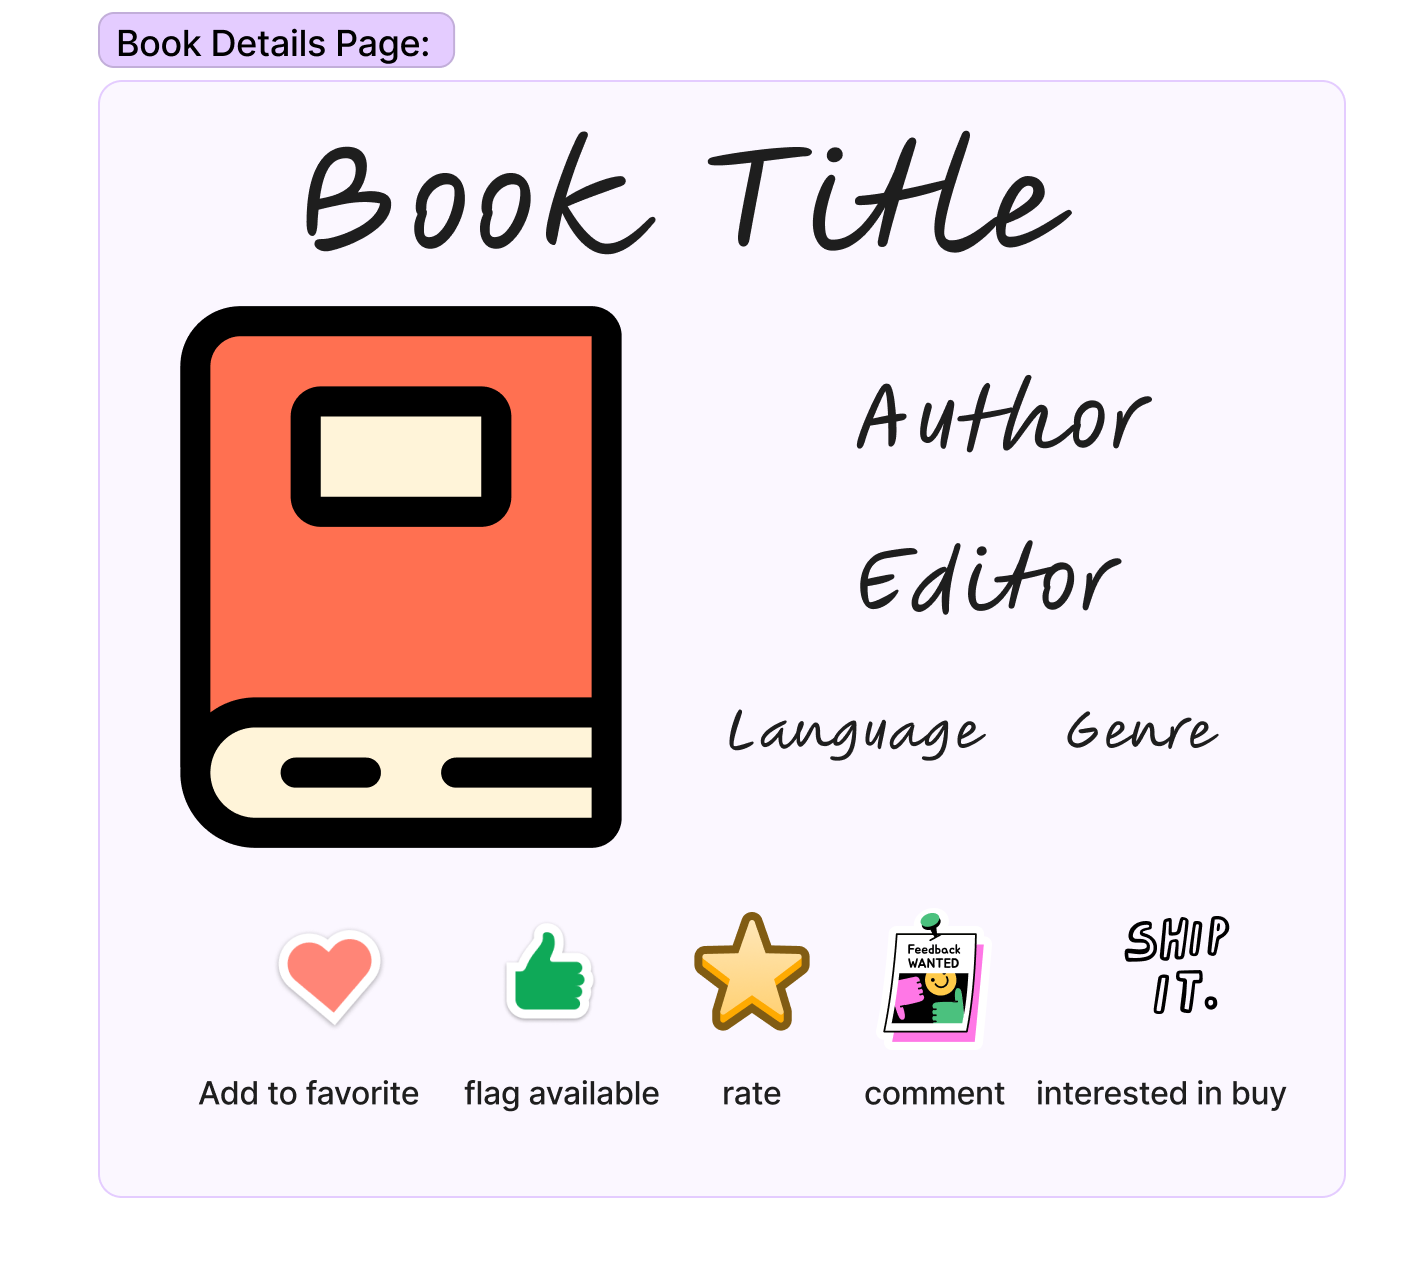 Book Details Page:
Book Title
Author
Editor
Language Genre
Feedback
WANTED
SHIP
IT.
Add to favorite flag available rate comment interested in buy